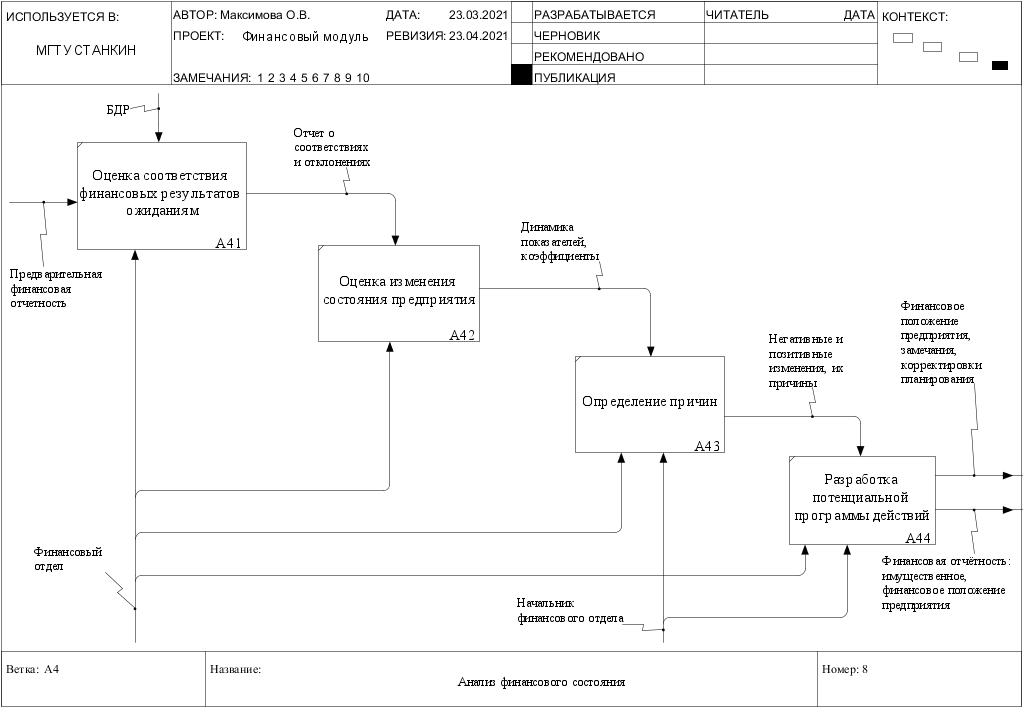 ИСПОЛЬЗУЕТСЯ В:
МГТУ СТАНКИН
АВТОР: Максимова О.В.
ДАТА: 23.03.2021
ПРОЕКТ: Финансовый модуль
РЕВИЗИЯ: 23.04.2021
ЗАМЕЧАНИЯ: 1 2 3 4 5 6 7 8 9 10
РАЗРАБАТЫВАЕТСЯ
ЧЕРНОВИК
РЕКОМЕНДОВАНО
ПУБЛИКАЦИЯ
ЧИТАТЕЛЬ
ДАТА
КОНТЕКСТ:
БДР
Оценка соответствия
финансовых результатов
ожиданиям
A41
Предварительная
финансовая
отчетность
Отчет о
соответствиях
и отклонениях
Оценка изменения
состояния предприятия
A42
Динамика
показателей,
коэффициенты
Определение причин
A43
Негативные и
позитивные
изменения, их
причины
Финансовое
положение
предприятия,
замечания,
корректировки
планирования
Разработка
потенциальной
программы действий
A44
Финансовая отчётность:
имущественное,
финансовое положение
предприятия
Финансовый
отдел
Начальник
финансового отдела
Ветка: A4
Название:
Анализ финансового состояния
Номер: 8